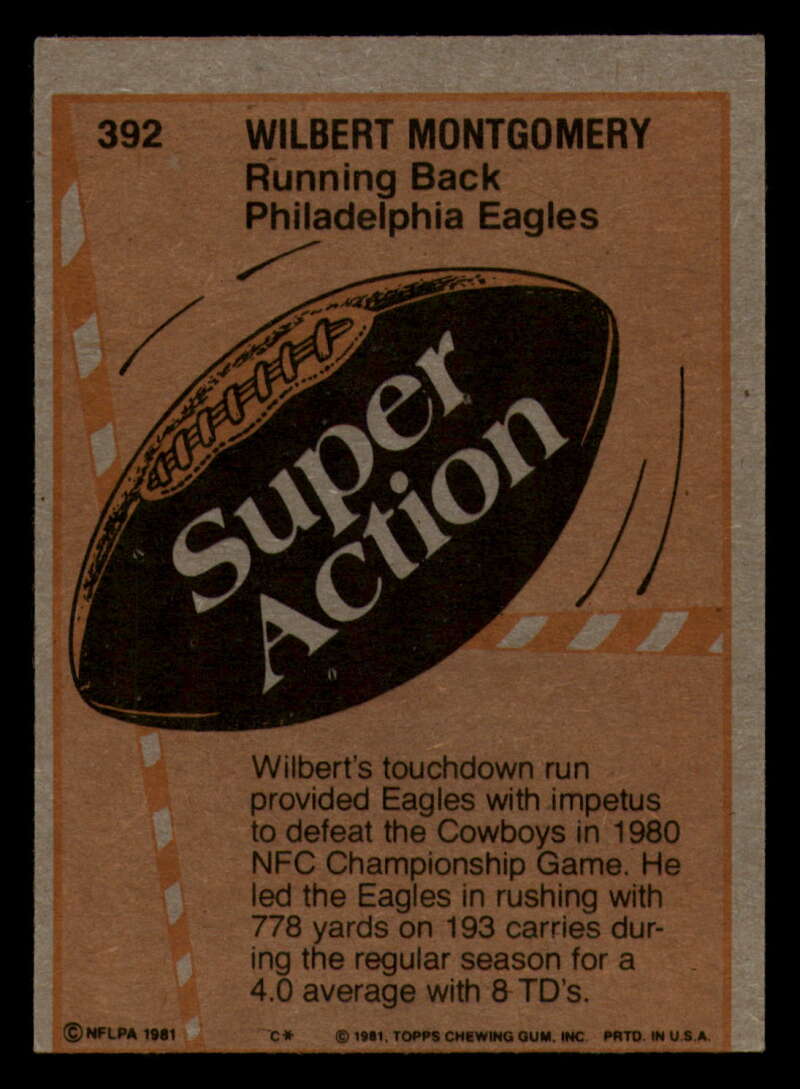 392 WILBERT MONTGOMERY
Running Back
Philadelphia Eagles
Super
Action
Wilbert's touchdown run
provided Eagles with impetus
to defeat the Cowboys in 1980
NFC Championship Game. He
led the Eagles in rushing with
778 yards on 193 carries dur-
ing the regular season for a
4.0 average with 8 TD's.
© NFLPA 1981 C* © 1981, TOPPS CHEWING GUM, INC. PRTD. IN U.S.A.